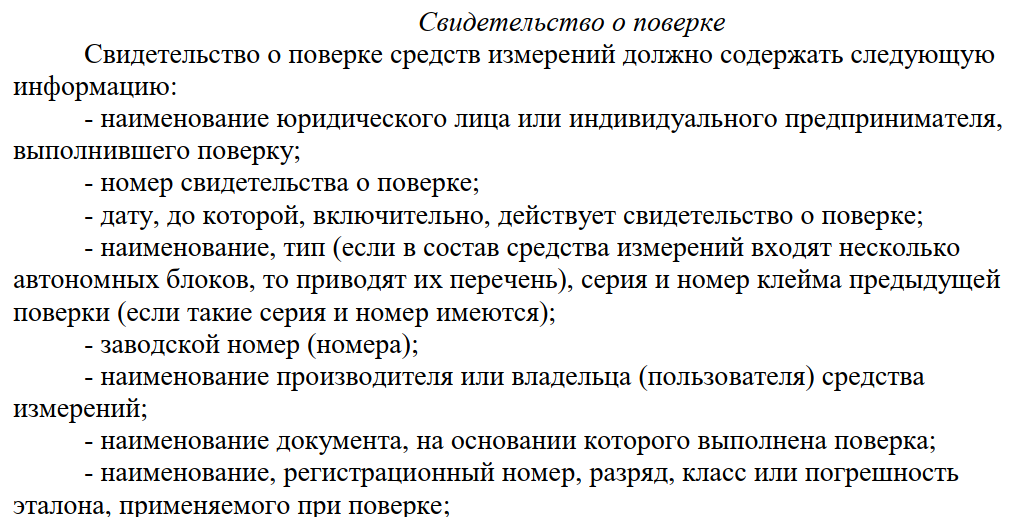 Свидетельство о поверке
Свидетельство о поверке средств измерений должно содержать следующую
информацию:
- наименование юридического лица или индивидуального предпринимателя,
выполнившего поверку;
- номер свидетельства о поверке;
- дату, до которой, включительно, действует свидетельство о поверке;
- наименование, тип (если в состав средства измерений входят несколько
автономных блоков, то приводят их перечень), серия и номер клейма предыдущей
поверки (если такие серия и номер имеются);
- заводской номер (номера);
- наименование производителя или владельца (пользователя) средства
измерений;
- наименование документа, на основании которого выполнена поверка;
- наименование, регистрационный номер, разряд, класс или погрешность
эталона, применяемого при поверке;